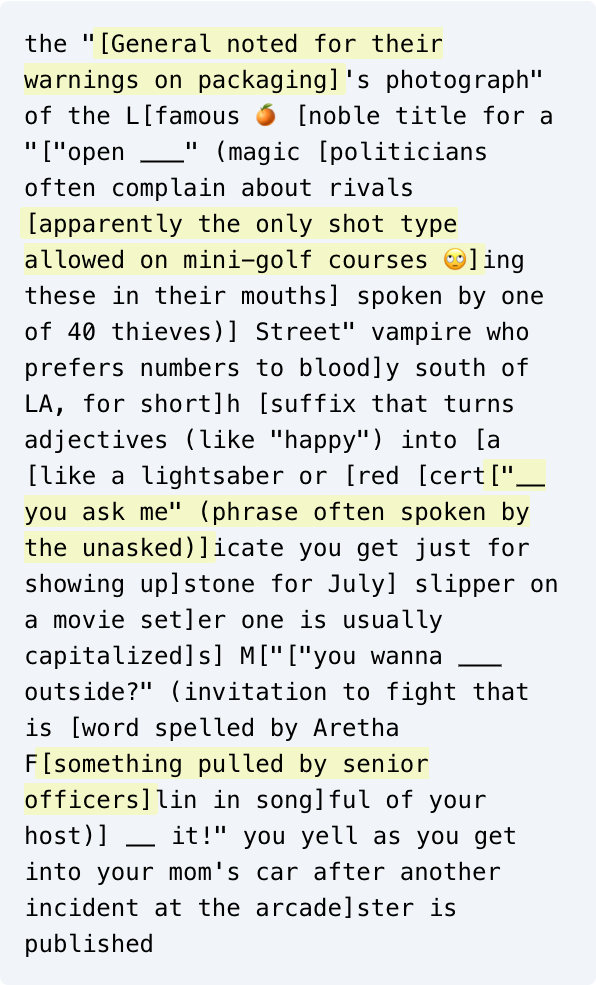 the "[General noted for their
warnings on packaging]'s photograph"
of the L[famous 🍊 [noble title for a
"["open ___" (magic [politicians
often complain about rivals
[apparently the only shot type
allowed on mini-golf courses 🙄]ing
these in their mouths] spoken by one
of 40 thieves)] Street" vampire who
prefers numbers to blood]y south of
LA, for short]h [suffix that turns
adjectives (like "happy") into [a
[like a lightsaber or [red [cert["__
you ask me" (phrase often spoken by
the unasked)]icate you get just for
showing up]stone for July] slipper on
a movie set]er one is usually
capitalized]s] M["["you wanna ___
outside?" (invitation to fight that
is [word spelled by Aretha
F[something pulled by senior
officers]lin in song]ful of your
host)] __ it!" you yell as you get
into your mom's car after another
incident at the arcade]ster is
published